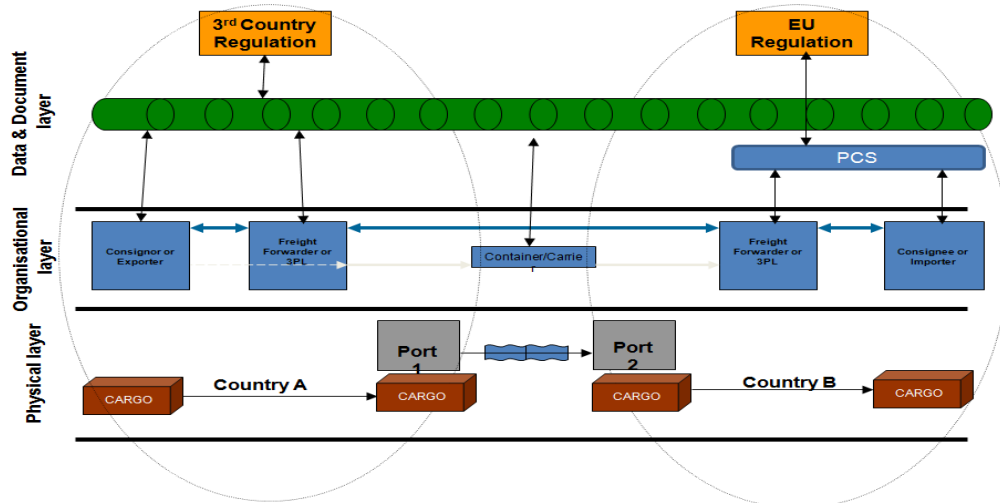 3rd Country
Regulation
EU
Regulation
Data & Document
layer
PCS
Organisational
layer
Consignor or
Exporter
Freight
Forwarder or
3PL
Container/Carrie
r
Freight
Forwarder or
3PL
Consignee or
Importer
Physical layer
Port
1
Port
2
Country A
Country B
CARGO
CARGO
CARGO
CARGO